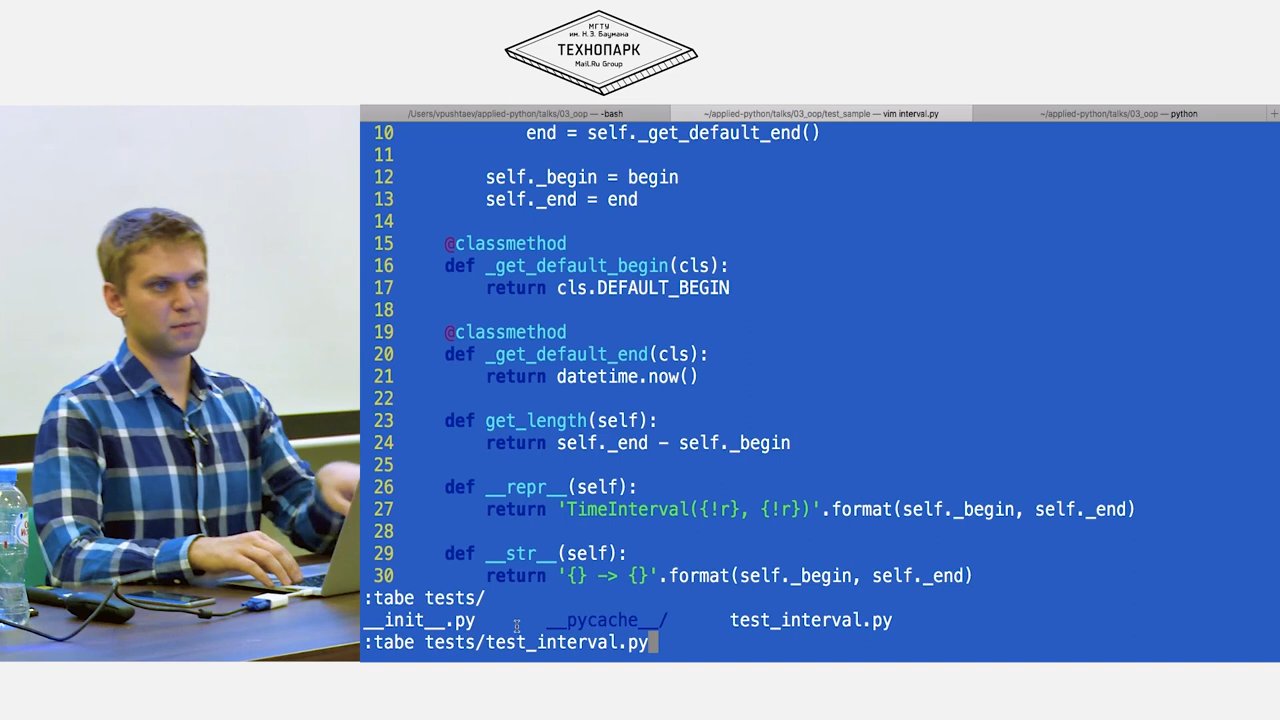 МГТУ
им. Н.Э. Баумана
ТЕХНОПАРК
Mail.Ru Group
/Users/vpushtaev/applied-python/talks/03_oop — -bash
~/applied-python/talks/03_oop/test_sample — vim interval.py
~/applied-python/talks/03_oop — python
+
10 end = self._get_default_end()
11
12 self._begin = begin
13 self._end = end
14
15 @classmethod
16 def _get_default_begin(cls):
17 return cls.DEFAULT_BEGIN
18
19 @classmethod
20 def _get_default_end(cls):
21 return datetime.now()
22
23 def get_length(self):
24 return self._end - self._begin
25
26 def __repr__(self):
27 return 'TimeInterval({!r}, {!r})'.format(self._begin, self._end)
28
29 def __str__(self):
30 return '{} -> {}'.format(self._begin, self._end)
:tabe tests/
__init__.py __pycache__/ test_interval.py
:tabe tests/test_interval.py